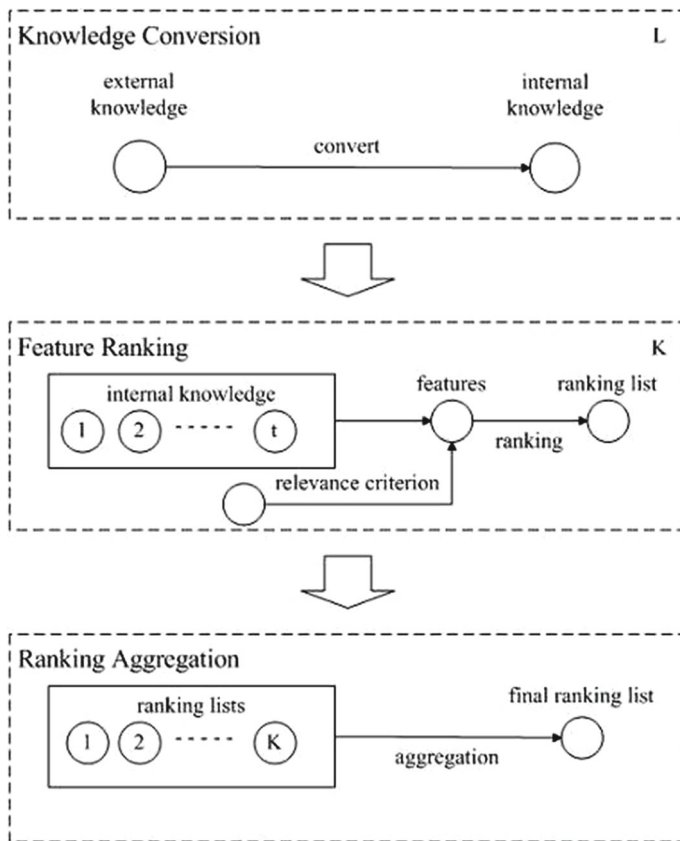 Knowledge Conversion L
external knowledge
internal knowledge
convert
Feature Ranking K
internal knowledge
1 2 ----- t
features
ranking list
ranking
relevance criterion
Ranking Aggregation
ranking lists
1 2 ----- K
final ranking list
aggregation